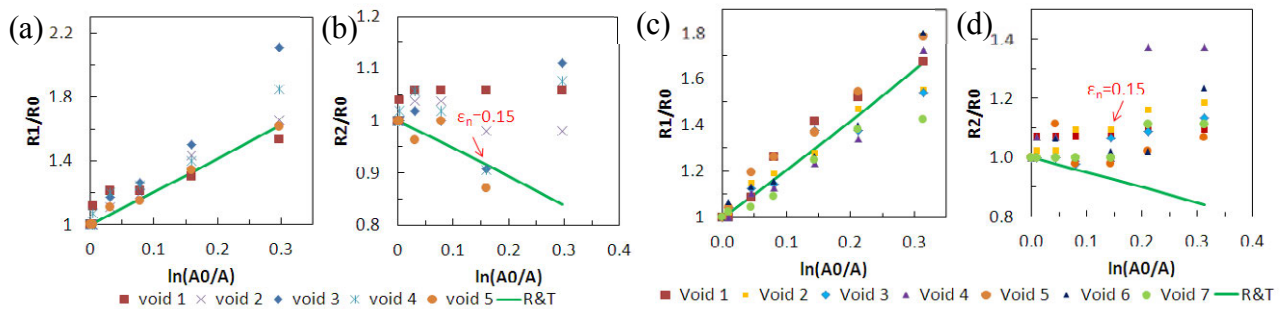 (a)
R1/R0
2.2
1.8
1.4
1
0
0.1
0.2
0.3
0.4
ln(A0/A)
(b)
R2/R0
1.2
1.1
1.0
0.9
0.8
0
0.1
0.2
0.3
0.4
ln(A0/A)
εn=0.15
void 1 void 2 void 3 void 4 void 5 R&T
(c)
R1/R0
1.8
1.6
1.4
1.2
1.0
0
0.1
0.2
0.3
ln(A0/A)
(d)
R2/R0
1.4
1.2
1.0
0.8
0.0
0.1
0.2
0.3
0.4
ln(A0/A)
εn=0.15
Void 1 Void 2 Void 3 Void 4 Void 5 Void 6 Void 7 R&T